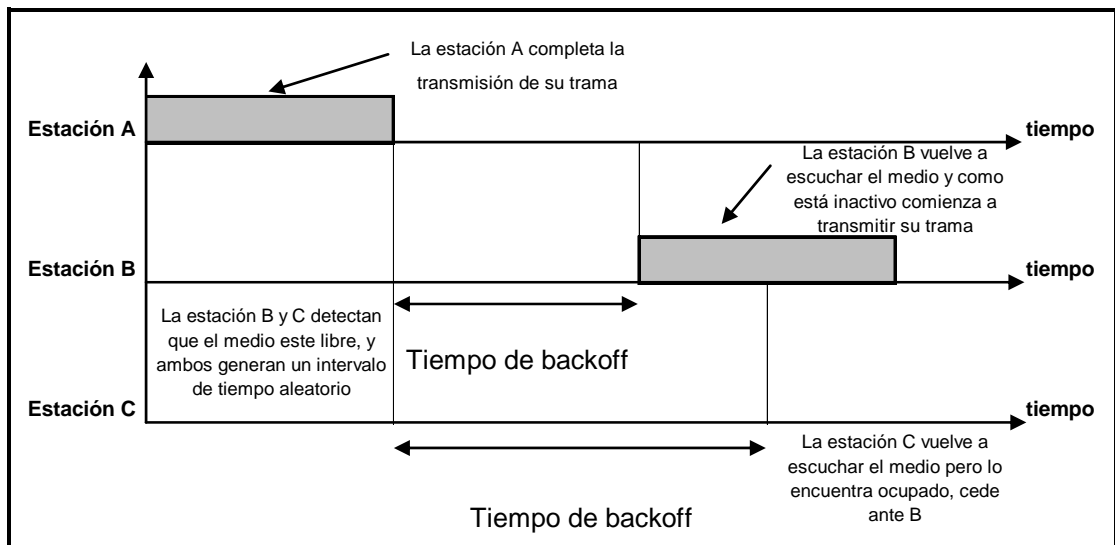 La estación A completa la
transmisión de su trama
Estación A
tiempo
La estación B vuelve a
escuchar el medio y como
está inactivo comienza a
transmitir su trama
Estación B
tiempo
La estación B y C detectan
que el medio este libre, y
ambos generan un intervalo
de tiempo aleatorio
Tiempo de backoff
Estación C
tiempo
La estación C vuelve a
escuchar el medio pero lo
encuentra ocupado, cede
ante B
Tiempo de backoff